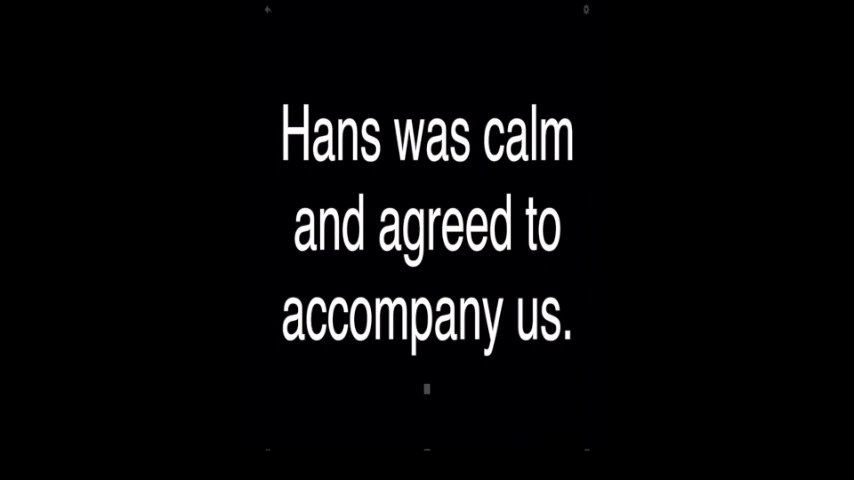 Hans was calm
and agreed to
accompany us.